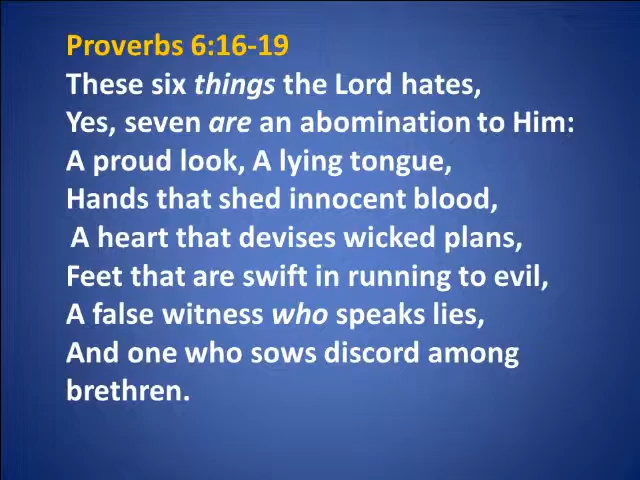 Proverbs 6:16-19
These six things the Lord hates,
Yes, seven are an abomination to Him:
A proud look, A lying tongue,
Hands that shed innocent blood,
A heart that devises wicked plans,
Feet that are swift in running to evil,
A false witness who speaks lies,
And one who sows discord among
brethren.